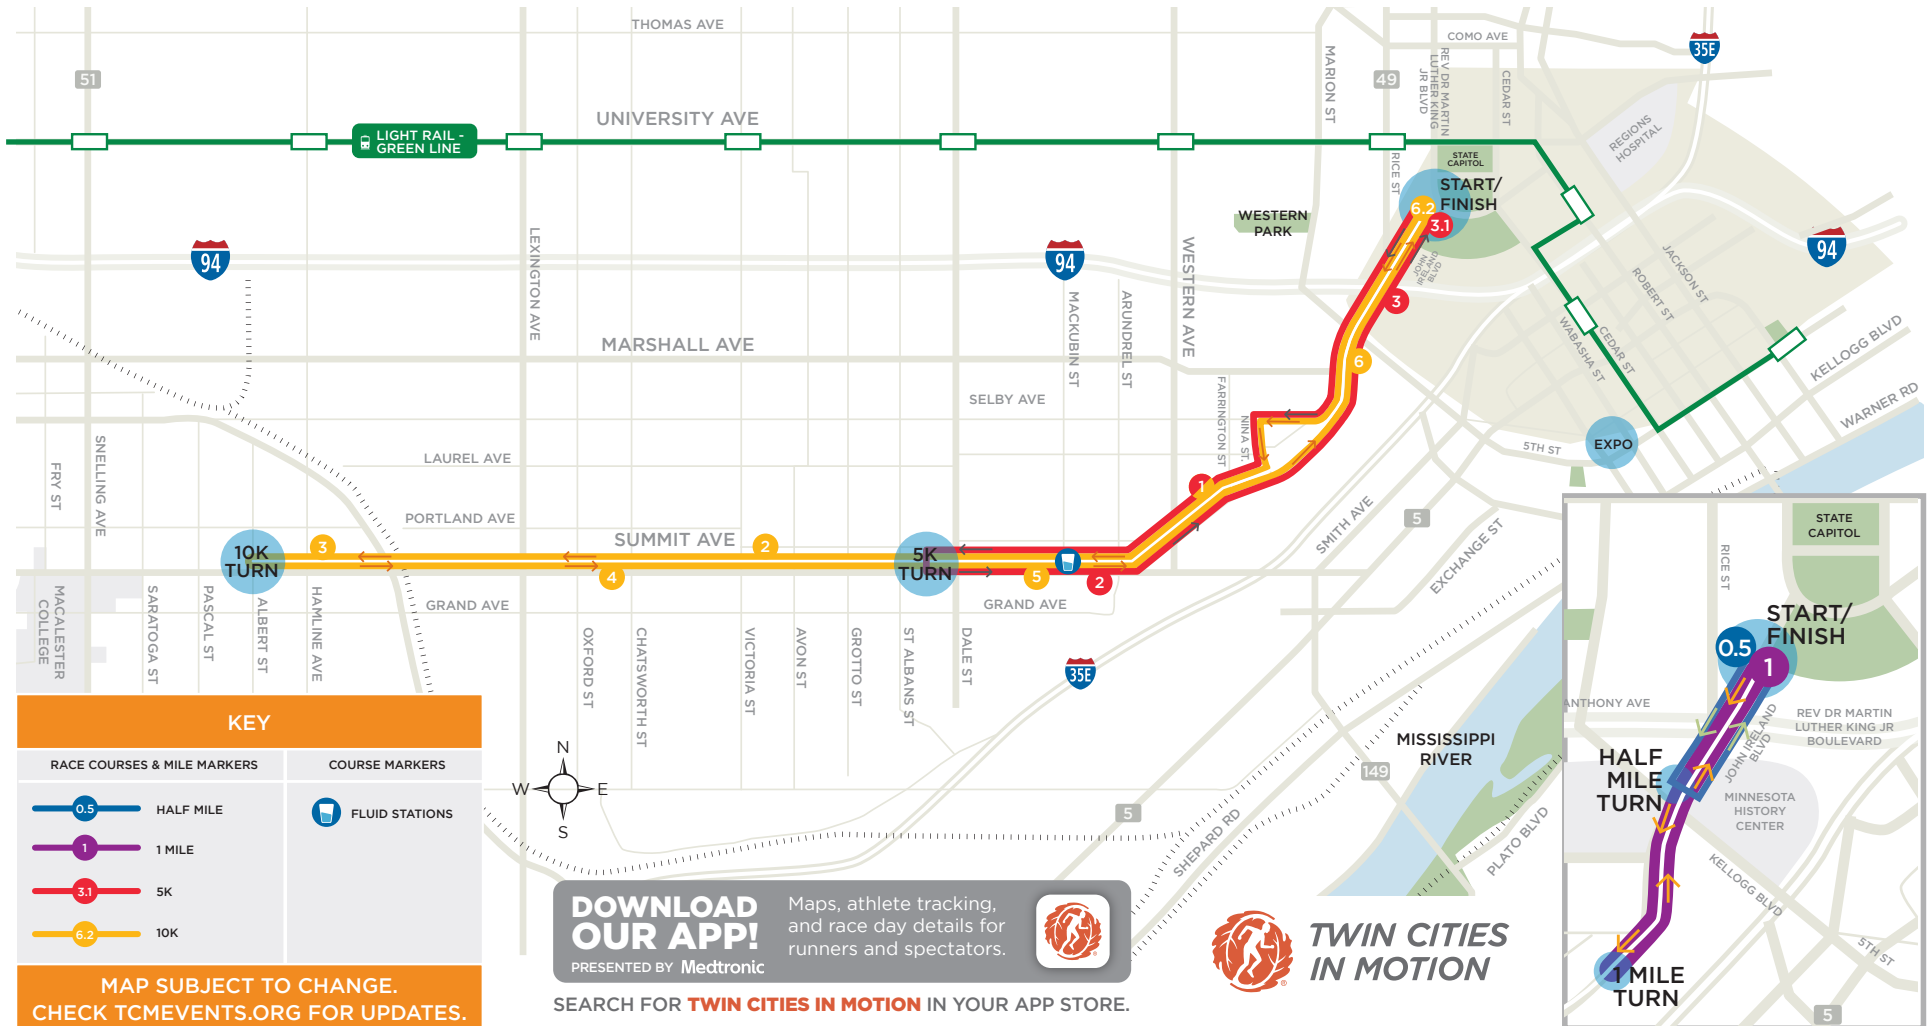 THOMAS AVE
COMO AVE
35E
51
49
MARION ST
REV DR MARTIN
LUTHER KING
JR BLVD
CEDAR ST
UNIVERSITY AVE
LIGHT RAIL -
GREEN LINE
REGIONS
HOSPITAL
STATE
CAPITOL
RICE ST
START/
FINISH
6.2
3.1
WESTERN
PARK
94
94
94
LEXINGTON AVE
WESTERN AVE
JOHN
IRELAND
BLVD
JACKSON ST
ROBERT ST
MACKUBIN ST
ARUNDREL ST
3
WABASHA ST
CEDAR ST
KELLOGG BLVD
MARSHALL AVE
6
FARRINGTON ST
NINA ST.
SELBY AVE
WARNER RD
EXPO
5TH ST
SNELLING AVE
FRY ST
LAUREL AVE
1
PORTLAND AVE
SUMMIT AVE
SMITH AVE
5
EXCHANGE ST
10K
TURN
3
2
4
5K
TURN
5
2
GRAND AVE
GRAND AVE
MACALESTER
COLLEGE
SARATOGA ST
PASCAL ST
ALBERT ST
HAMLINE AVE
OXFORD ST
CHATSWORTH ST
VICTORIA ST
AVON ST
GROTTO ST
ST ALBANS ST
DALE ST
35E
MISSISSIPPI
RIVER
149
5
SHEPARD RD
PLATO BLVD
N
W
E
S
KEY
RACE COURSES & MILE MARKERS
COURSE MARKERS
0.5
HALF MILE
1
1 MILE
3.1
5K
6.2
10K
FLUID STATIONS
MAP SUBJECT TO CHANGE.
CHECK TCMEVENTS.ORG FOR UPDATES.
DOWNLOAD
OUR APP!
PRESENTED BY Medtronic
Maps, athlete tracking,
and race day details for
runners and spectators.
SEARCH FOR TWIN CITIES IN MOTION IN YOUR APP STORE.
TWIN CITIES
IN MOTION
STATE
CAPITOL
RICE ST
START/
FINISH
0.5
1
ANTHONY AVE
REV DR MARTIN
LUTHER KING JR
BOULEVARD
JOHN IRELAND
BLVD
HALF
MILE
TURN
MINNESOTA
HISTORY
CENTER
KELLOGG BLVD
5TH ST
1 MILE
TURN
5